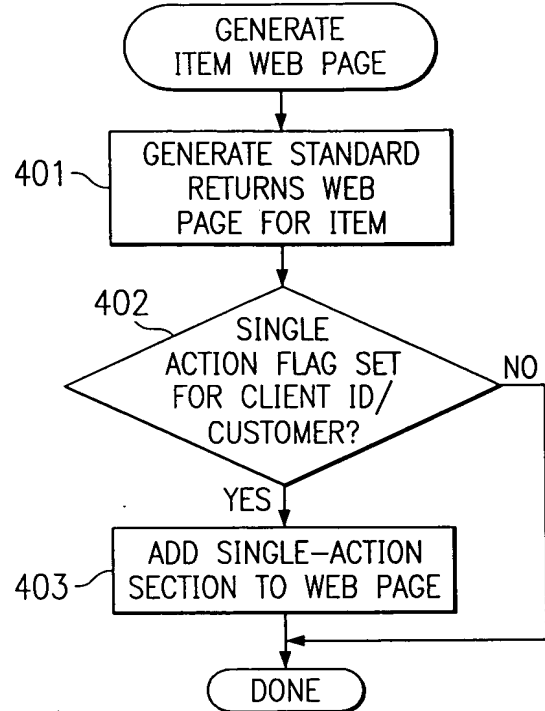 GENERATE
ITEM WEB PAGE
401
GENERATE STANDARD
RETURNS WEB
PAGE FOR ITEM
402
SINGLE
ACTION FLAG SET
FOR CLIENT ID/
CUSTOMER?
NO
YES
403
ADD SINGLE-ACTION
SECTION TO WEB PAGE
DONE